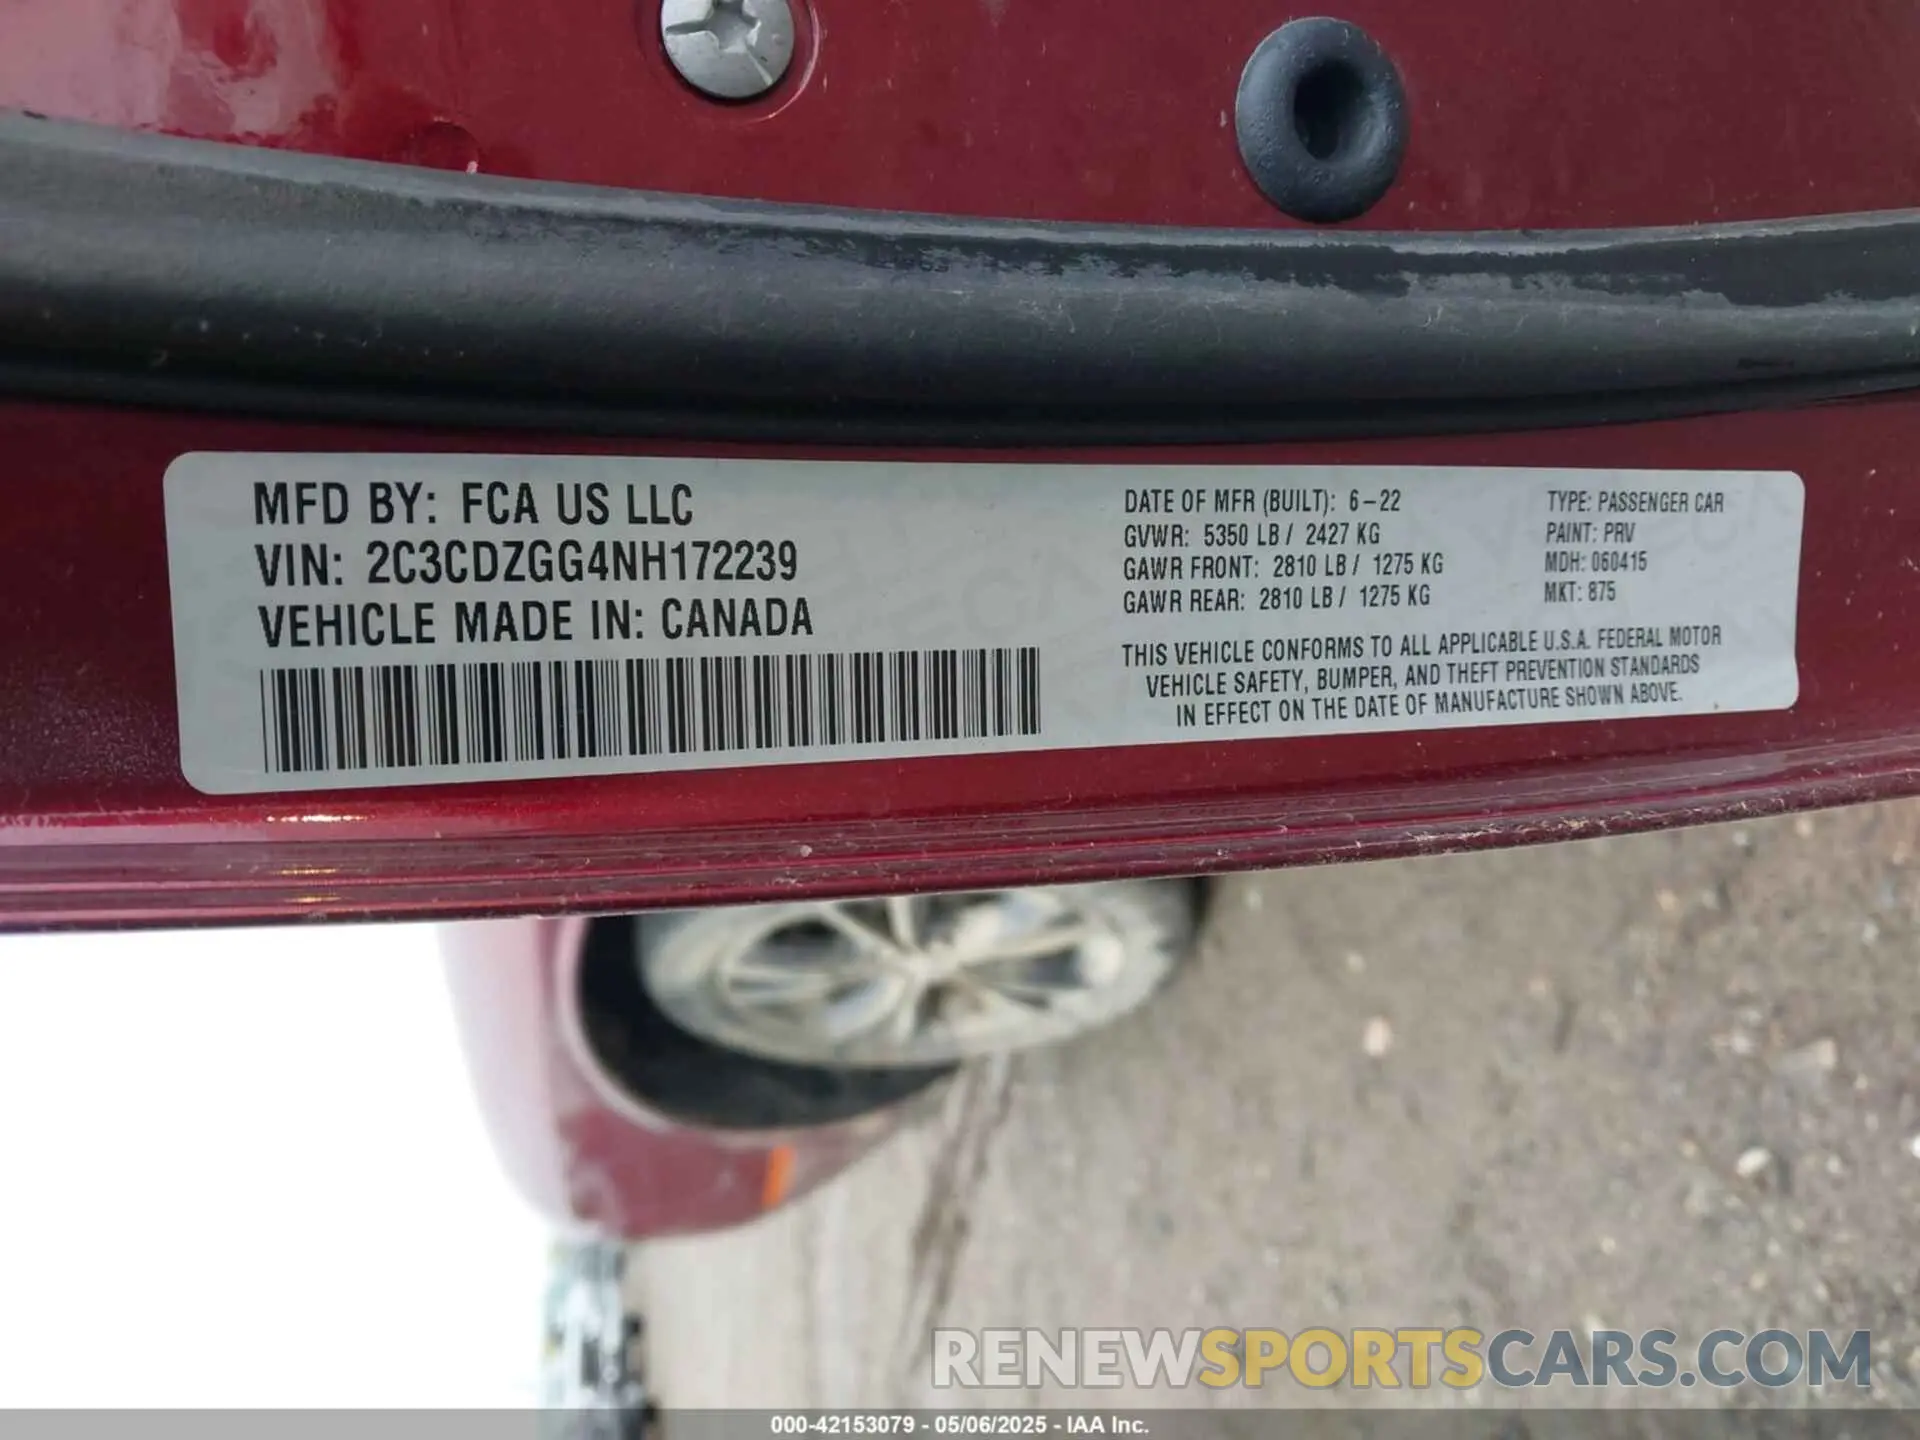 MFD BY: FCA US LLC
VIN: 2C3CDZGG4NH172239
VEHICLE MADE IN: CANADA
DATE OF MFR (BUILT): 6-22
GVWR: 5350 LB / 2427 KG
GAWR FRONT: 2810 LB / 1275 KG
GAWR REAR: 2810 LB / 1275 KG
TYPE: PASSENGER CAR
PAINT: PRV
MDH: 060415
MKT: 875
THIS VEHICLE CONFORMS TO ALL APPLICABLE U.S.A. FEDERAL MOTOR
VEHICLE SAFETY, BUMPER, AND THEFT PREVENTION STANDARDS
IN EFFECT ON THE DATE OF MANUFACTURE SHOWN ABOVE.
RENEWSPORTSCARS.COM
000-42153079 - 05/06/2025 - IAA Inc.